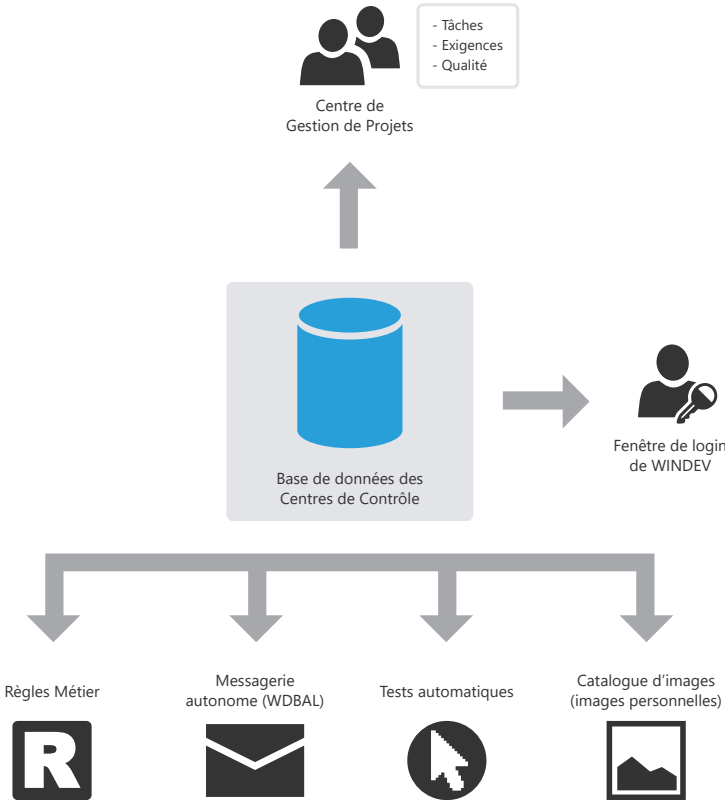 - Tâches
- Exigences
- Qualité
Centre de
Gestion de Projets
Base de données des
Centres de Contrôle
Fenêtre de login
de WINDEV
Règles Métier
Messagerie
autonome (WDBAL)
Tests automatiques
Catalogue d’images
(images personnelles)
R